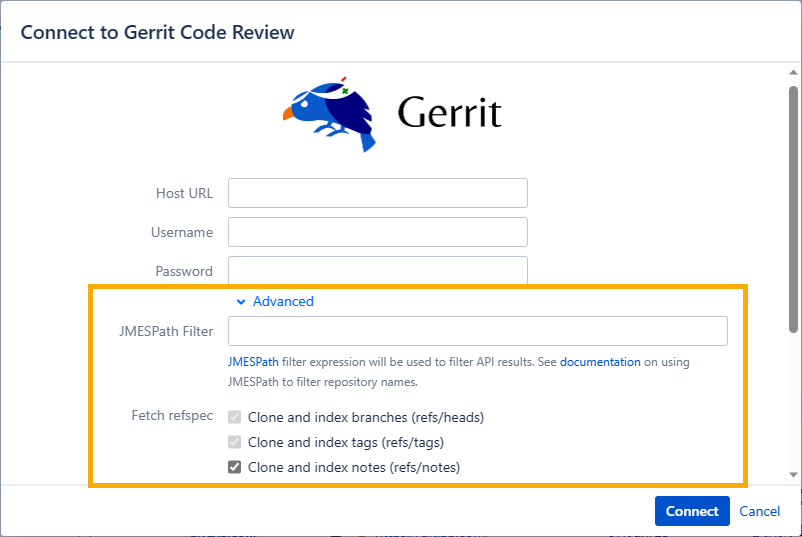 Connect to Gerrit Code Review
Gerrit
Host URL
Username
Password
Advanced
JMESPath Filter
JMESPath filter expression will be used to filter API results. See documentation on using
JMESPath to filter repository names.
Fetch refspec
Clone and index branches (refs/heads)
Clone and index tags (refs/tags)
Clone and index notes (refs/notes)
Connect
Cancel